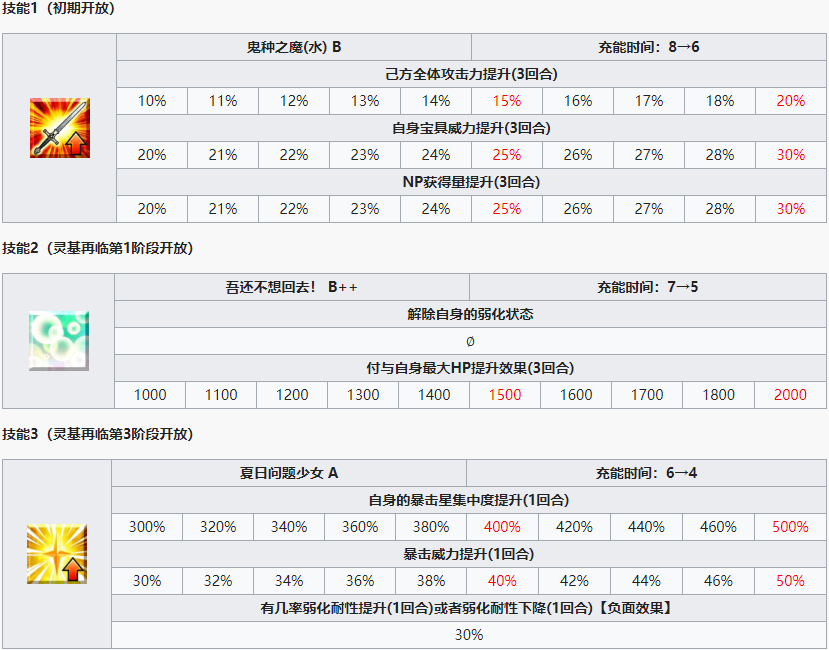 技能1（初期开放）
鬼种之魔(水) B 充能时间：8→6
己方全体攻击力提升(3回合)
10% 11% 12% 13% 14% 15% 16% 17% 18% 20%
自身宝具威力提升(3回合)
20% 21% 22% 23% 24% 25% 26% 27% 28% 30%
NP获得量提升(3回合)
20% 21% 22% 23% 24% 25% 26% 27% 28% 30%
技能2（灵基再临第1阶段开放）
吾还不想回去！ B++ 充能时间：7→5
解除自身的弱化状态
∅
付与自身最大HP提升效果(3回合)
1000 1100 1200 1300 1400 1500 1600 1700 1800 2000
技能3（灵基再临第3阶段开放）
夏日问题少女 A 充能时间：6→4
自身的暴击星集中度提升(1回合)
300% 320% 340% 360% 380% 400% 420% 440% 460% 500%
暴击威力提升(1回合)
30% 32% 34% 36% 38% 40% 42% 44% 46% 50%
有几率弱化耐性提升(1回合)或者弱化耐性下降(1回合)【负面效果】
30%